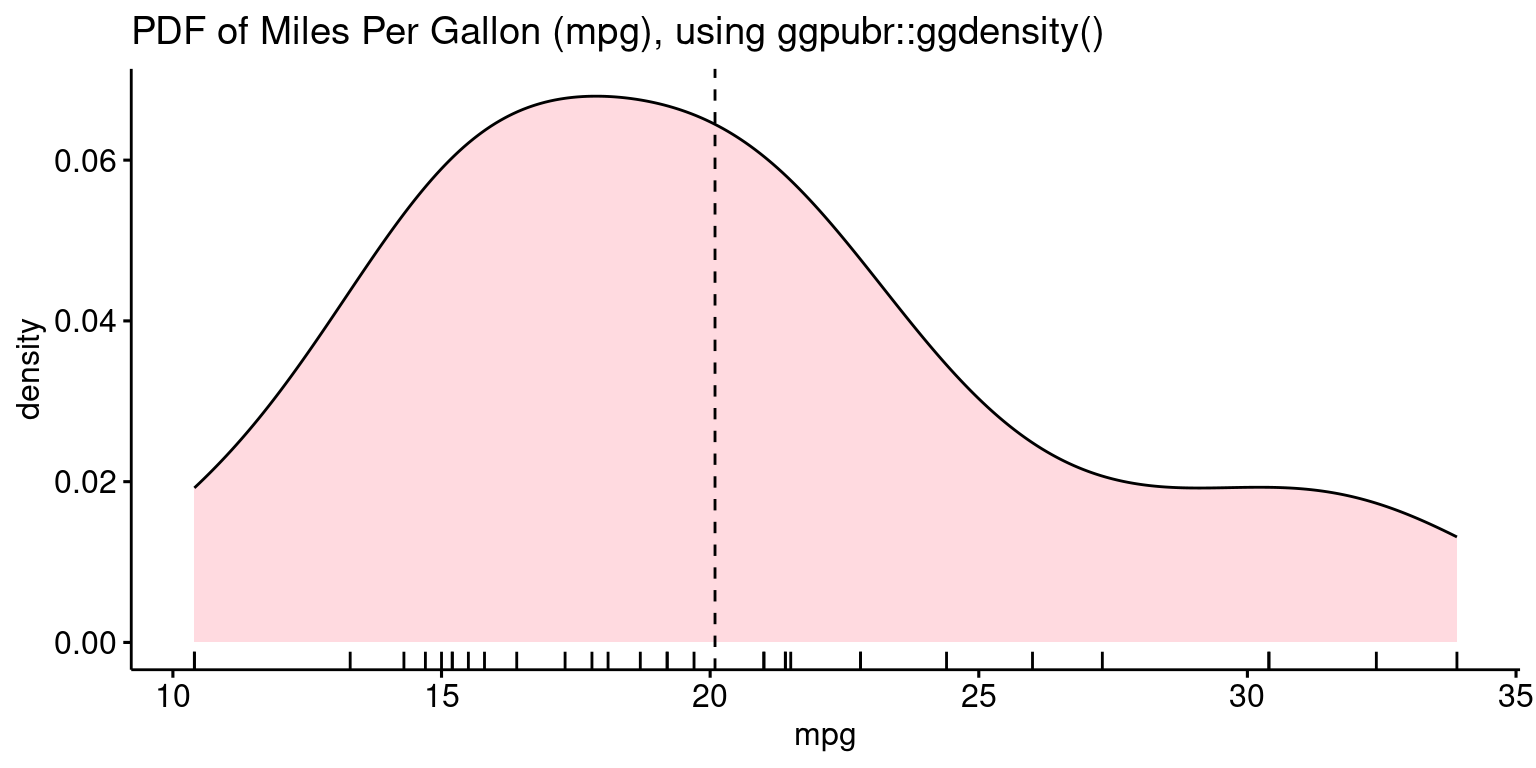 PDF of Miles Per Gallon (mpg), using ggpubr::ggdensity()
0.06
0.04
0.02
0.00
density
10 15 20 25 30 35
mpg